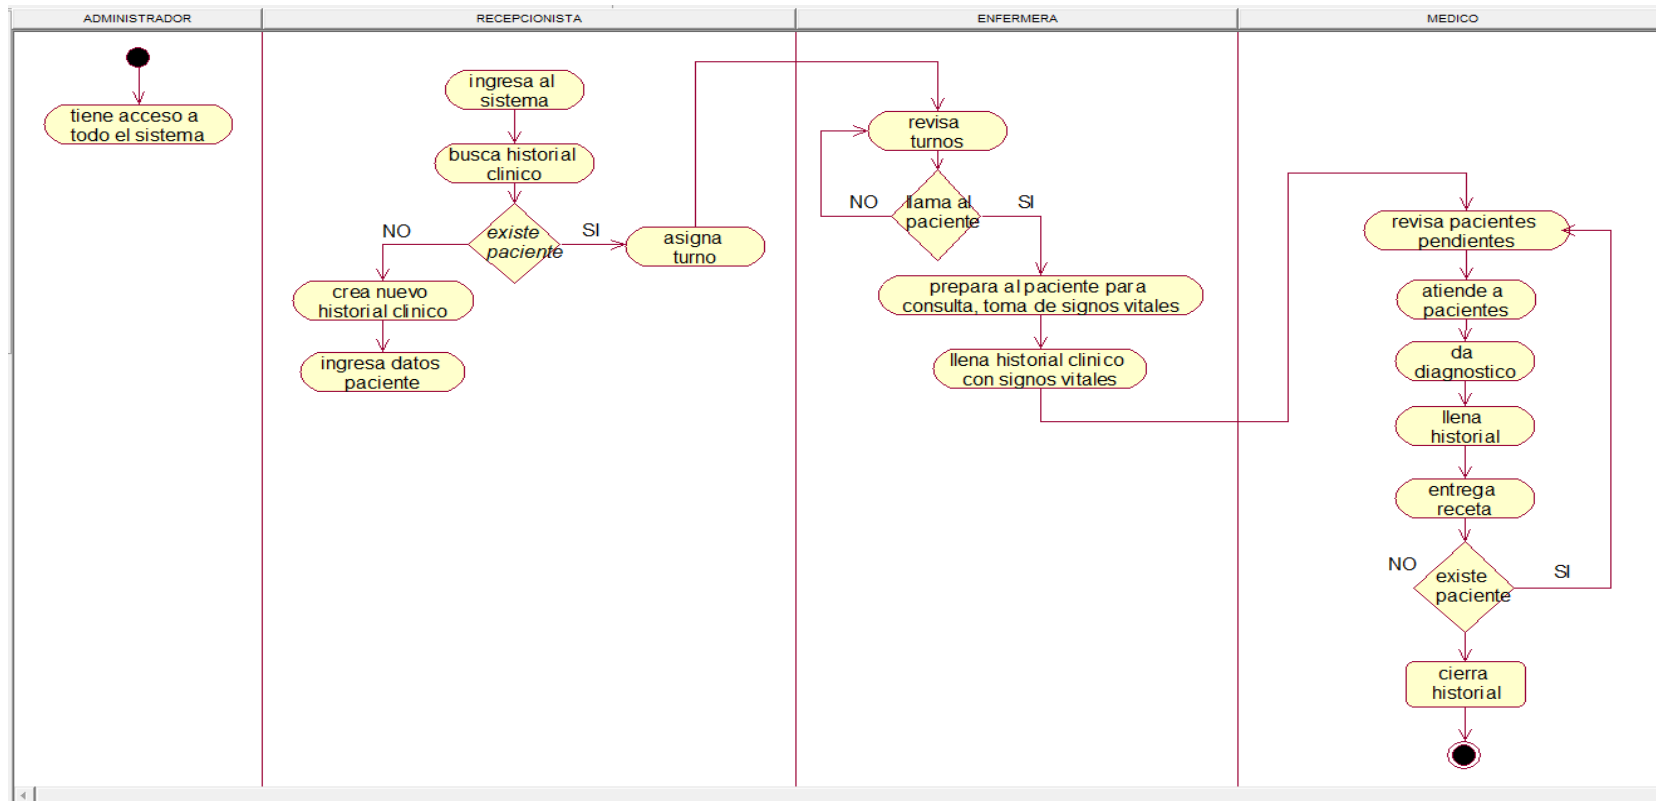 ADMINISTRADOR
RECEPCIONISTA
ENFERMERA
MEDICO
tiene acceso a
todo el sistema
ingresa al
sistema
busca historial
clinico
existe
paciente
NO
SI
asigna
turno
crea nuevo
historial clinico
ingresa datos
paciente
revisa
turnos
llama al
paciente
NO
SI
prepara al paciente para
consulta, toma de signos vitales
llena historial clinico
con signos vitales
revisa pacientes
pendientes
atiende a
pacientes
da
diagnostico
llena
historial
entrega
receta
existe
paciente
NO
SI
cierra
historial